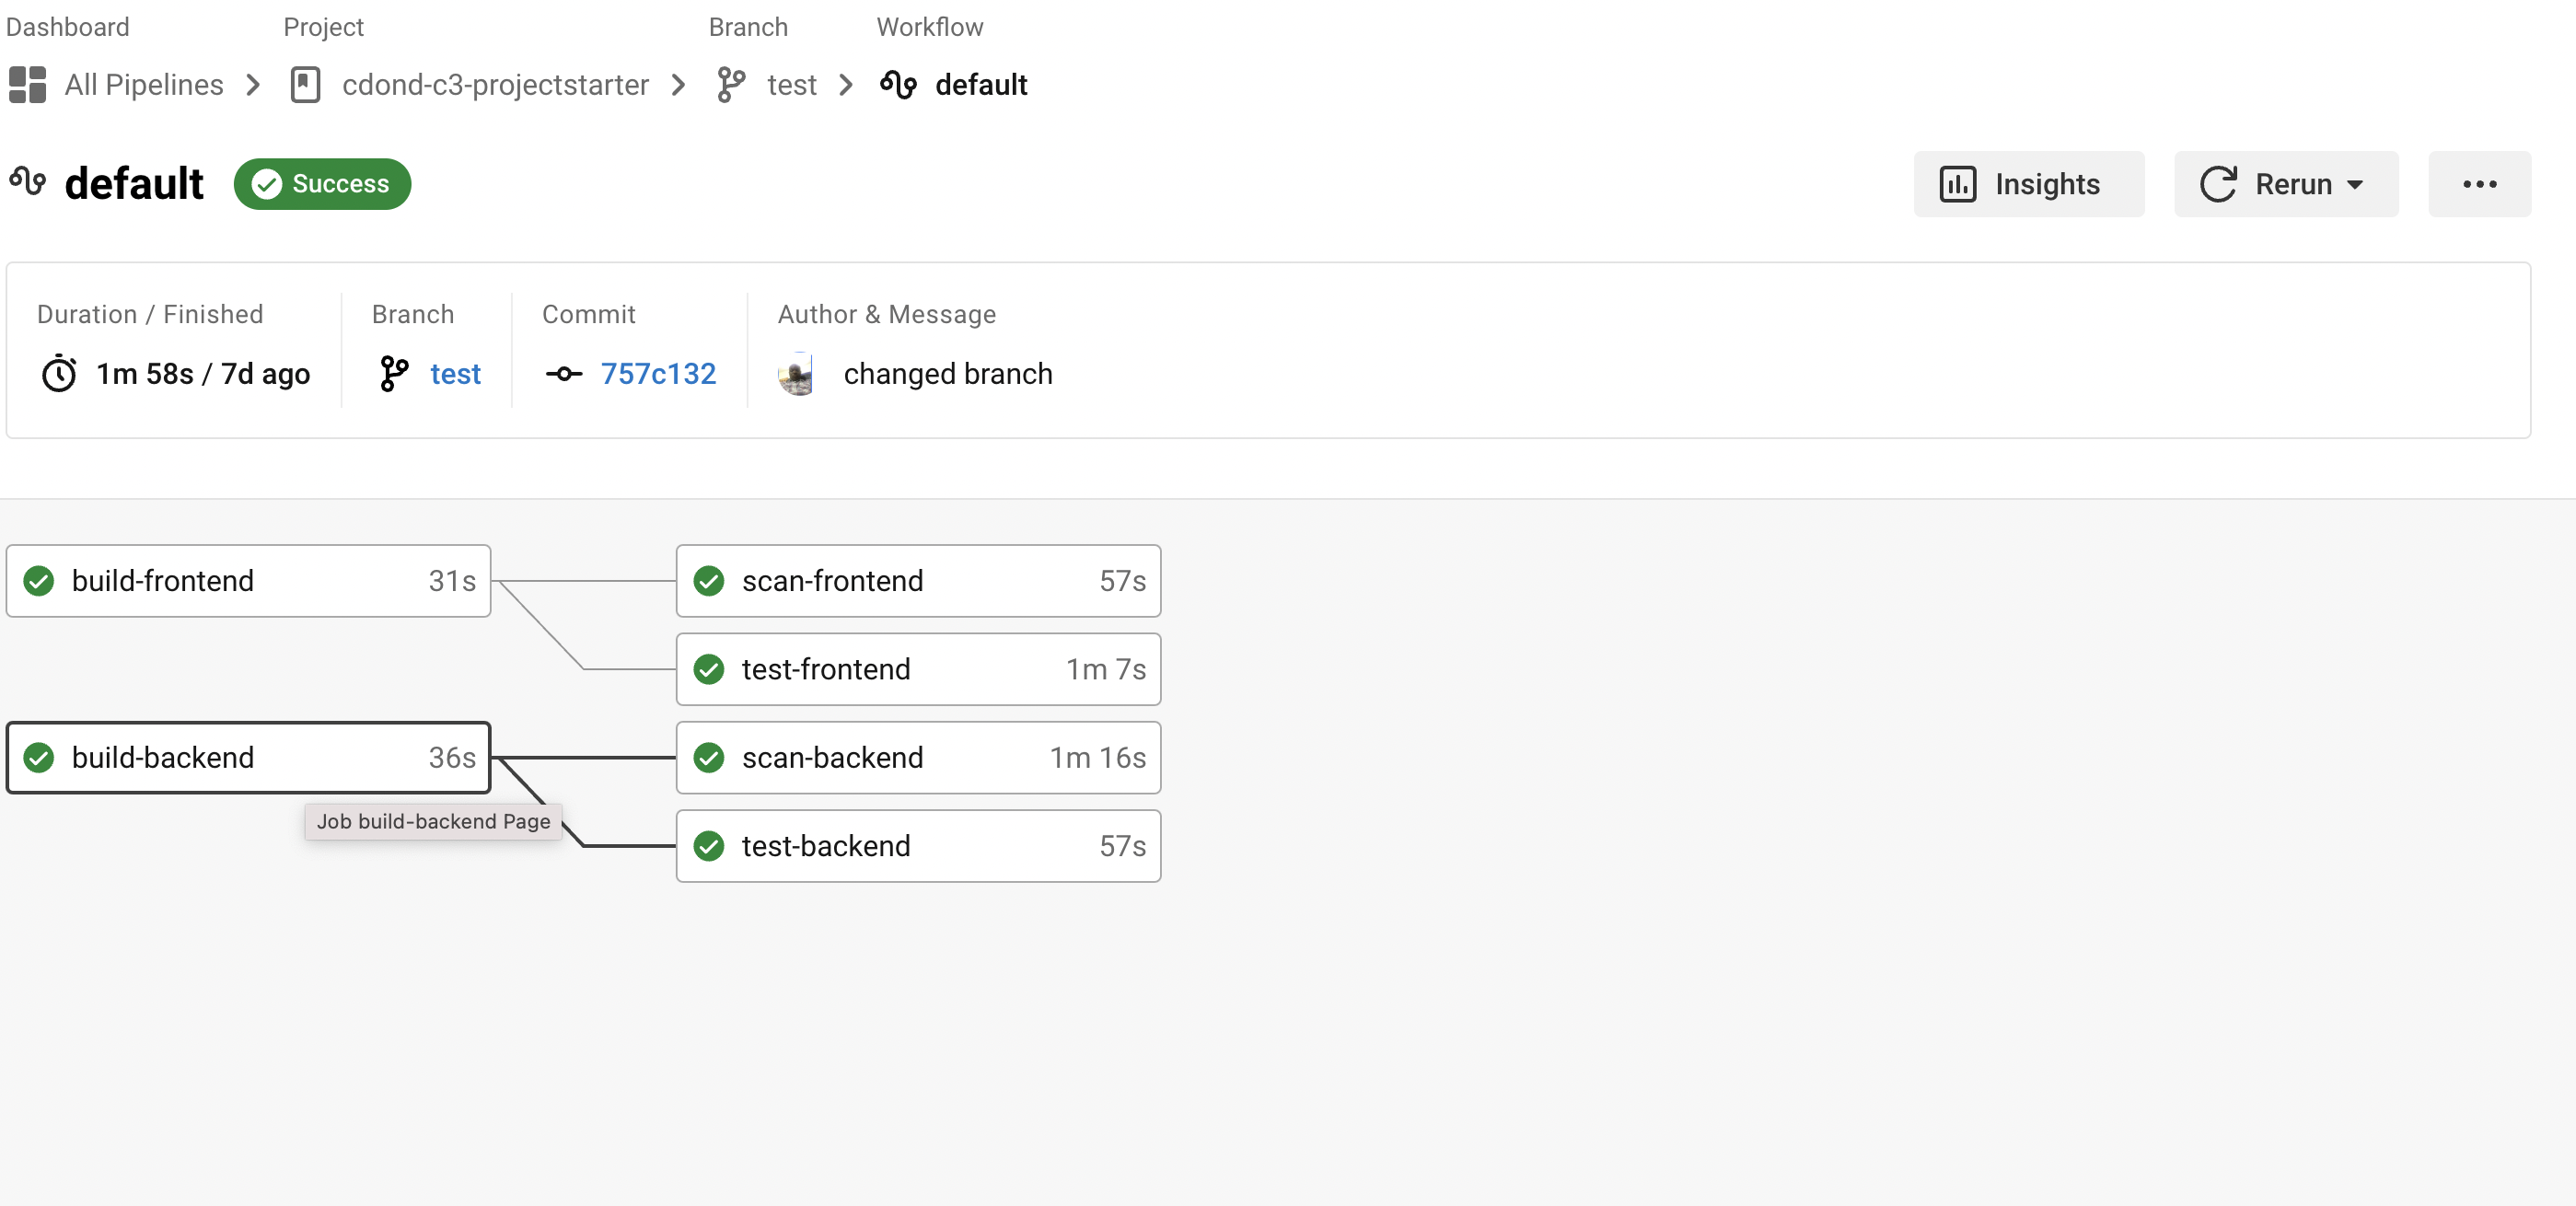 Dashboard Project Branch Workflow
All Pipelines cdond-c3-projectstarter test default
default Success Insights Rerun
Duration / Finished Branch Commit Author & Message
1m 58s / 7d ago test 757c132 changed branch
build-frontend 31s scan-frontend 57s
test-frontend 1m 7s
build-backend 36s scan-backend 1m 16s
Job build-backend Page
test-backend 57s